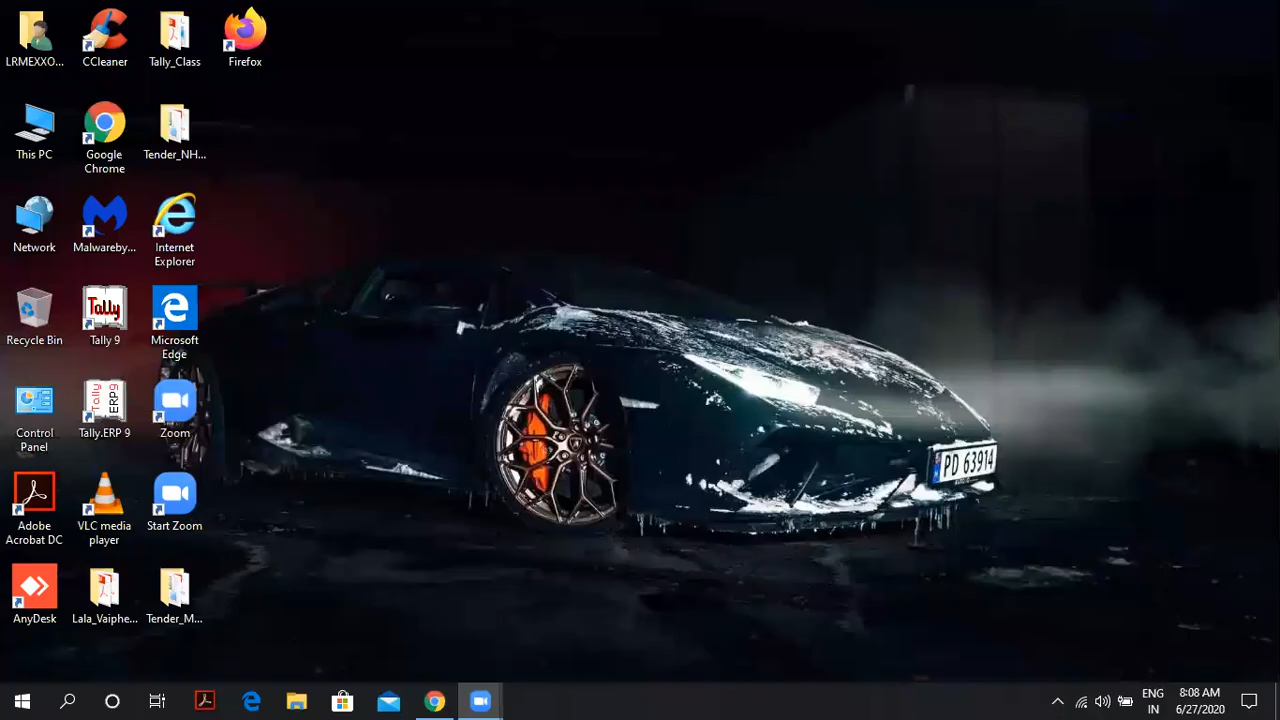 LRMEXXO...
CCleaner
Tally_Class
Firefox
This PC
Google
Chrome
Tender_NH...
Network
Malwareby...
Internet
Explorer
Recycle Bin
Tally
Tally 9
Microsoft
Edge
Control
Panel
Tally
ERP9
Tally.ERP 9
Zoom
Adobe
Acrobat DC
VLC media
player
Start Zoom
AnyDesk
Lala_Vaiphe...
Tender_M...
PD 63914
ENG
IN
8:08 AM
6/27/2020